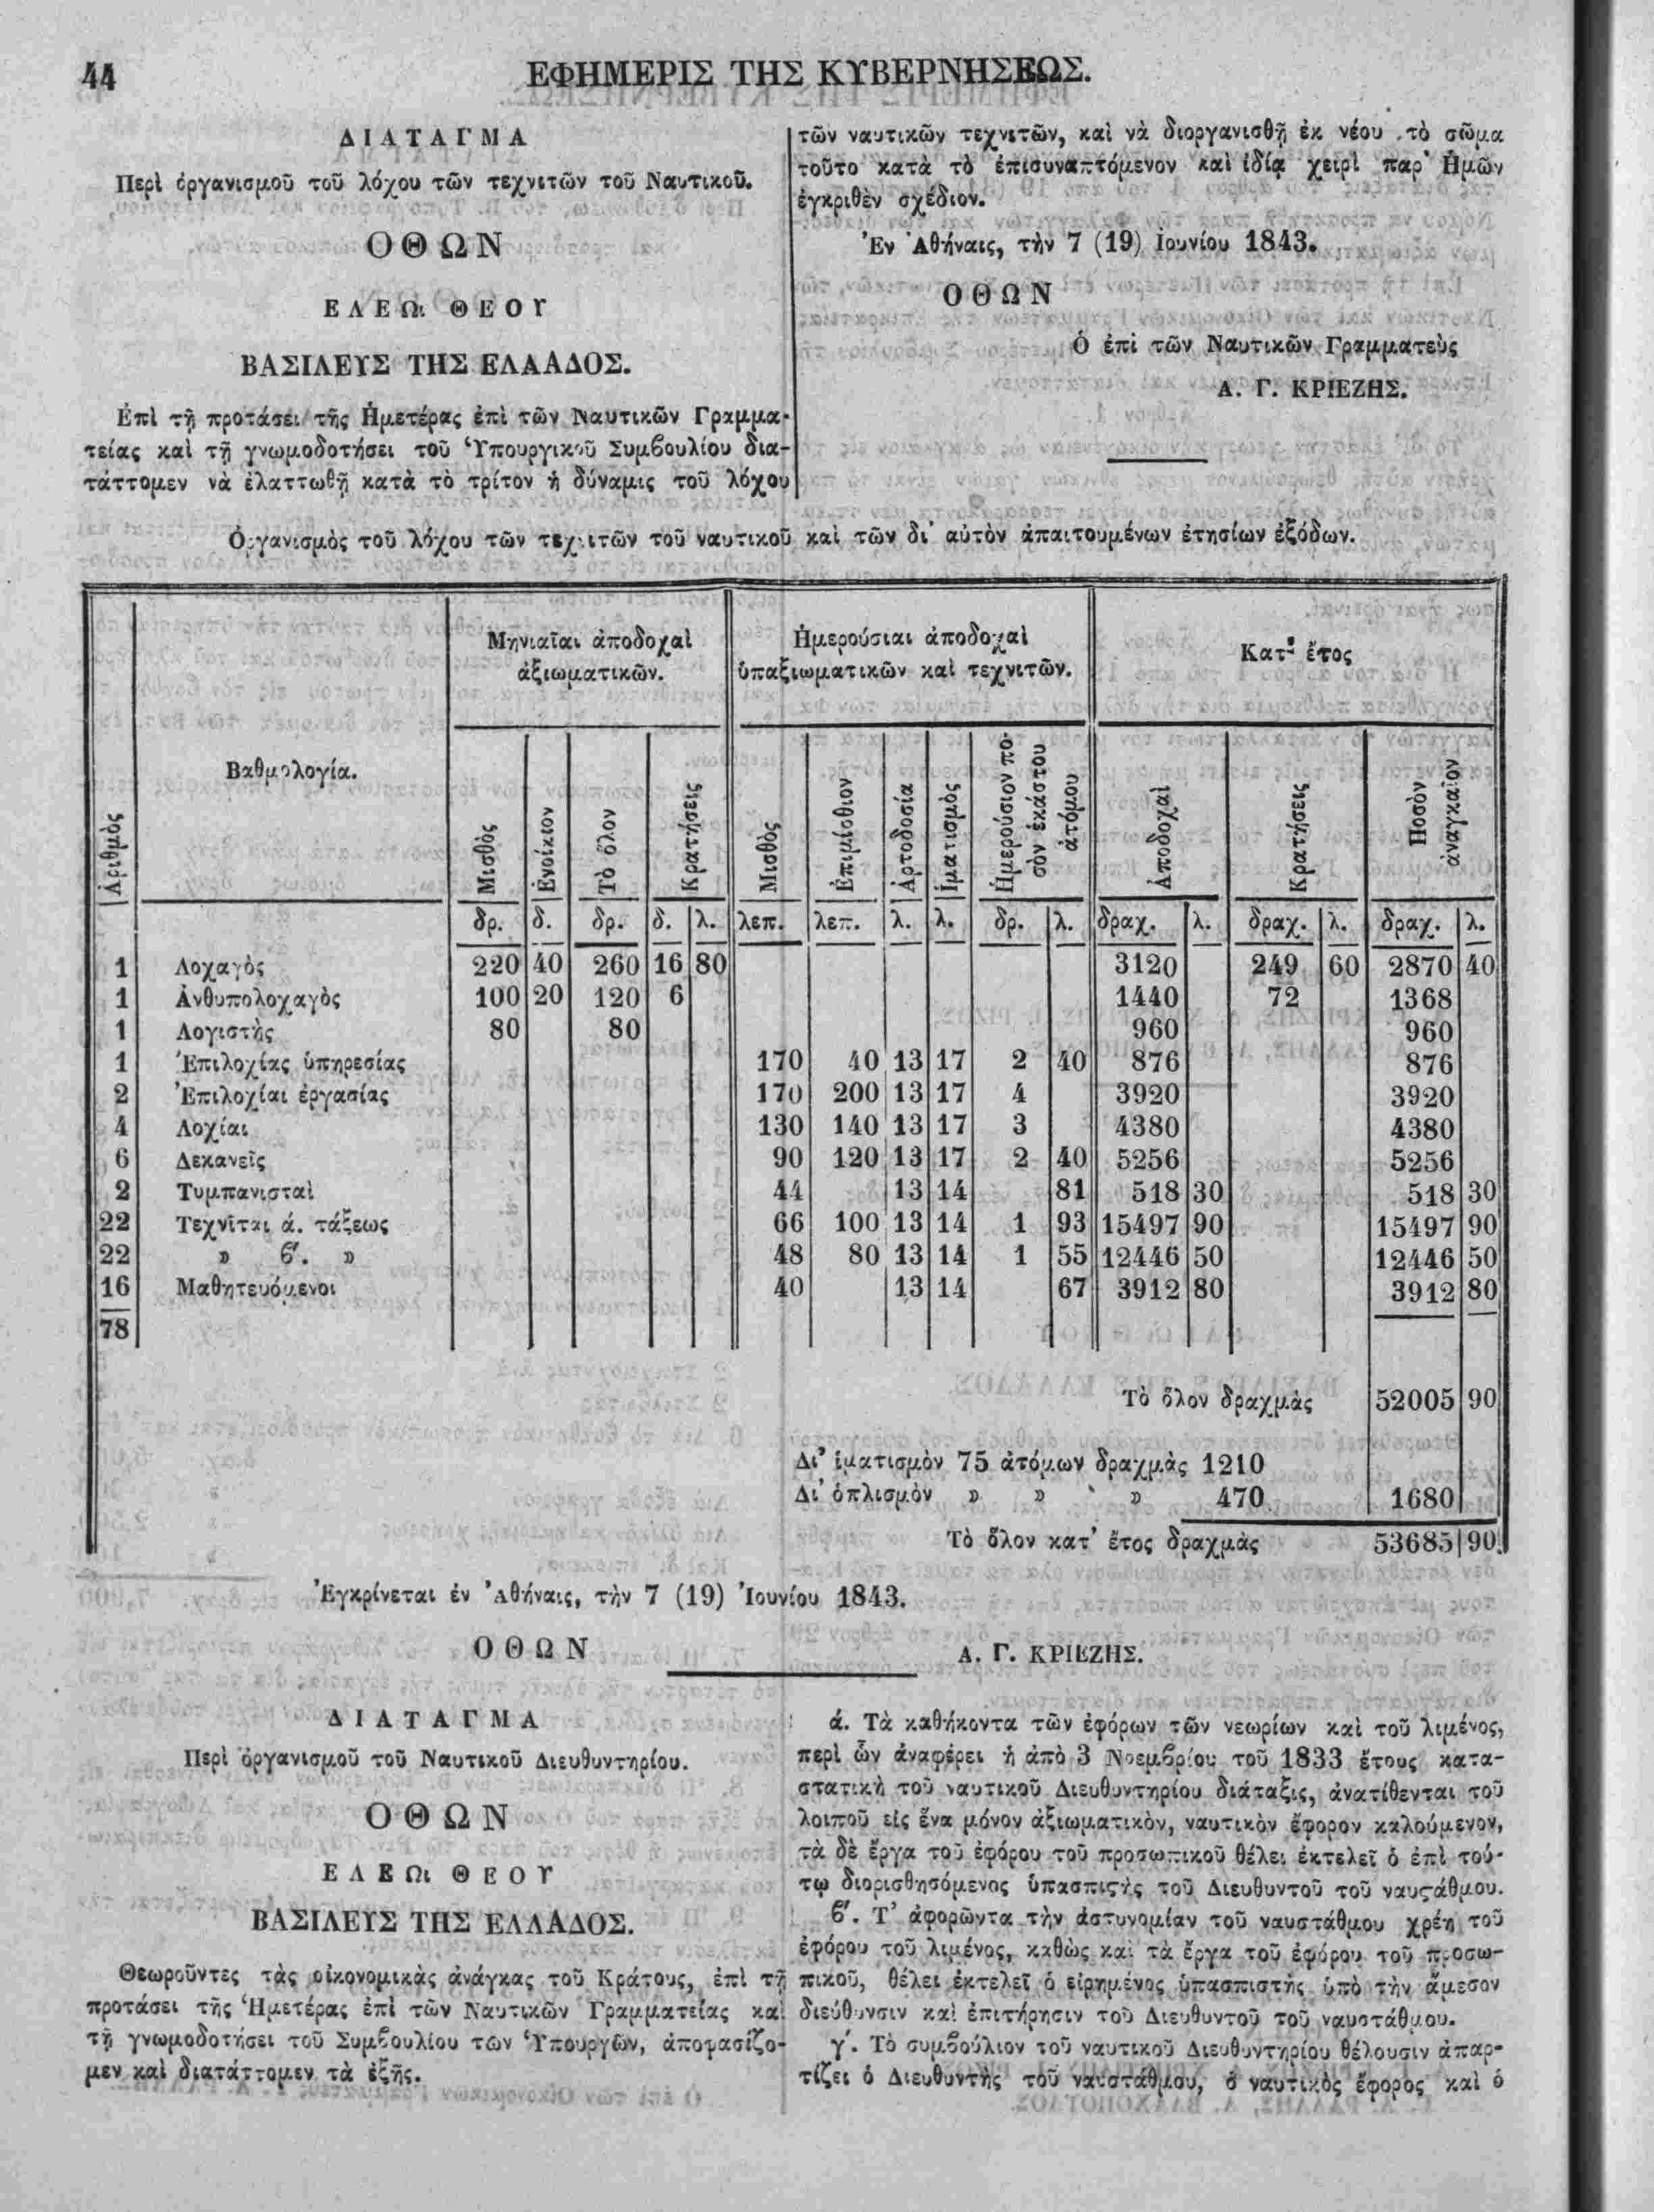 44
ΕΦΗΜΕΡΙΣ ΤΗΣ ΚΥΒΕΡΝΗΣΕΩΣ.
ΔΙΑΤΑΓΜΑ
Περὶ ὀργανισμοῦ τοῦ λόχου τῶν τεχνιτῶν τοῦ Ναυτικοῦ.
ΟΘΩΝ
ΕΛΕΩι ΘΕΟΥ
ΒΑΣΙΛΕΥΣ ΤΗΣ ΕΛΛΑΔΟΣ.
Ἐπὶ τῇ προτάσει τῆς Ἡμετέρας ἐπὶ τῶν Ναυτικῶν Γραμμα-
τείας καὶ τῇ γνωμοδοτήσει τοῦ Ὑπουργικοῦ Συμβουλίου δια-
τάττομεν νὰ ἐλαττωθῇ κατὰ τὸ τρίτον ἡ δύναμις τοῦ λόχου
τῶν ναυτικῶν τεχνιτῶν, καὶ νὰ διοργανισθῇ ἐκ νέου τὸ σῶμα
τοῦτο κατὰ τὸ ἐπισυναπτόμενον καὶ ἰδίᾳ χειρὶ παρ' Ἡμῶν
ἐγκριθὲν σχέδιον.
Ἐν Ἀθήναις, τὴν 7 (19) Ἰουνίου 1843.
ΟΘΩΝ
Ὁ ἐπὶ τῶν Ναυτικῶν Γραμματεὺς
Α. Γ. ΚΡΙΕΖΗΣ.
Ὀργανισμὸς τοῦ λόχου τῶν τεχνιτῶν τοῦ ναυτικοῦ καὶ τῶν δι' αὐτὸν ἀπαιτουμένων ἐτησίων ἐξόδων.
Μηνιαῖαι ἀποδοχαὶ ἀξιωματικῶν.
Ἡμερούσιαι ἀποδοχαὶ ὑπαξιωματικῶν καὶ τεχνιτῶν.
Κατ' ἔτος
Ἀριθμὸς
Βαθμολογία.
Μισθὸς
Ἐνοίκιον
Τὸ ὅλον
Κρατήσεις
Μισθὸς
Ἐπιμίσθιον
Ἀρτοδοσία
Ἱματισμὸς
Ἡμερούσιον πο-
σὸν ἑκάστου
ἀτόμου
Ἀποδοχαὶ
Κρατήσεις
Ποσὸν
ἀναγκαῖον
δρ. δ. δρ. δ. λ. λεπ. λεπ. λ. λ. δρ. λ. δραχ. λ. δραχ. λ. δραχ. λ.
1 Λοχαγὸς 220 40 260 16 80 3120 249 60 2870 40
1 Ἀνθυπολοχαγὸς 100 20 120 6 1440 72 1368
1 Λογιστὴς 80 80 960 960
1 Ἐπιλοχίας ὑπηρεσίας 170 40 13 17 2 40 876 876
2 Ἐπιλοχίαι ἐργασίας 170 200 13 17 4 3920 3920
4 Λοχίαι 130 140 13 17 3 4380 4380
6 Δεκανεῖς 90 120 13 17 2 40 5256 5256
2 Τυμπανισταὶ 44 13 14 81 518 30 518 30
22 Τεχνῖται ά. τάξεως 66 100 13 14 1 93 15497 90 15497 90
22 » β'. » 48 80 13 14 1 55 12446 50 12446 50
16 Μαθητευόμενοι 40 13 14 67 3912 80 3912 80
78
Τὸ ὅλον δραχμὰς 52005 90
Δι' ἱματισμὸν 75 ἀτόμων δραχμὰς 1210
Δι' ὁπλισμὸν » » » 470 1680
Τὸ ὅλον κατ' ἔτος δραχμὰς 53685 90
Ἐγκρίνεται ἐν Ἀθήναις, τὴν 7 (19) Ἰουνίου 1843.
ΟΘΩΝ
Α. Γ. ΚΡΙΕΖΗΣ.
ΔΙΑΤΑΓΜΑ
Περὶ ὀργανισμοῦ τοῦ Ναυτικοῦ Διευθυντηρίου.
ΟΘΩΝ
ΕΛΕΩι ΘΕΟΥ
ΒΑΣΙΛΕΥΣ ΤΗΣ ΕΛΛΑΔΟΣ.
Θεωροῦντες τὰς οἰκονομικὰς ἀνάγκας τοῦ Κράτους, ἐπὶ τῇ
προτάσει τῆς Ἡμετέρας ἐπὶ τῶν Ναυτικῶν Γραμματείας καὶ
τῇ γνωμοδοτήσει τοῦ Συμβουλίου τῶν Ὑπουργῶν, ἀποφασίζο-
μεν καὶ διατάττομεν τὰ ἑξῆς.
ά. Τὰ καθήκοντα τῶν ἐφόρων τῶν νεωρίων καὶ τοῦ λιμένος,
περὶ ὧν ἀναφέρει ἡ ἀπὸ 3 Νοεμβρίου τοῦ 1833 ἔτους κατα-
στατικὴ τοῦ ναυτικοῦ Διευθυντηρίου διάταξις, ἀνατίθενται τοῦ
λοιποῦ εἰς ἕνα μόνον ἀξιωματικὸν, ναυτικὸν ἔφορον καλούμενον,
τὰ δὲ ἔργα τοῦ ἐφόρου τοῦ προσωπικοῦ θέλει ἐκτελεῖ ὁ ἐπὶ τού-
τῳ διορισθησόμενος ὑπασπιςὴς τοῦ Διευθυντοῦ τοῦ ναυςάθμου.
β'. Τ' ἀφορῶντα τὴν ἀστυνομίαν τοῦ ναυστάθμου χρέη τοῦ
ἐφόρου τοῦ λιμένος, καθὼς καὶ τὰ ἔργα τοῦ ἐφόρου τοῦ προσω-
πικοῦ, θέλει ἐκτελεῖ ὁ εἰρημένος ὑπασπιστὴς ὑπὸ τὴν ἄμεσον
διεύθυνσιν καὶ ἐπιτήρησιν τοῦ Διευθυντοῦ τοῦ ναυστάθμου.
γ'. Τὸ συμβούλιον τοῦ ναυτικοῦ Διευθυντηρίου θέλουσιν ἀπαρ-
τίζει ὁ Διευθυντὴς τοῦ ναυστάθμου, ὁ ναυτικὸς ἔφορος καὶ ὁ